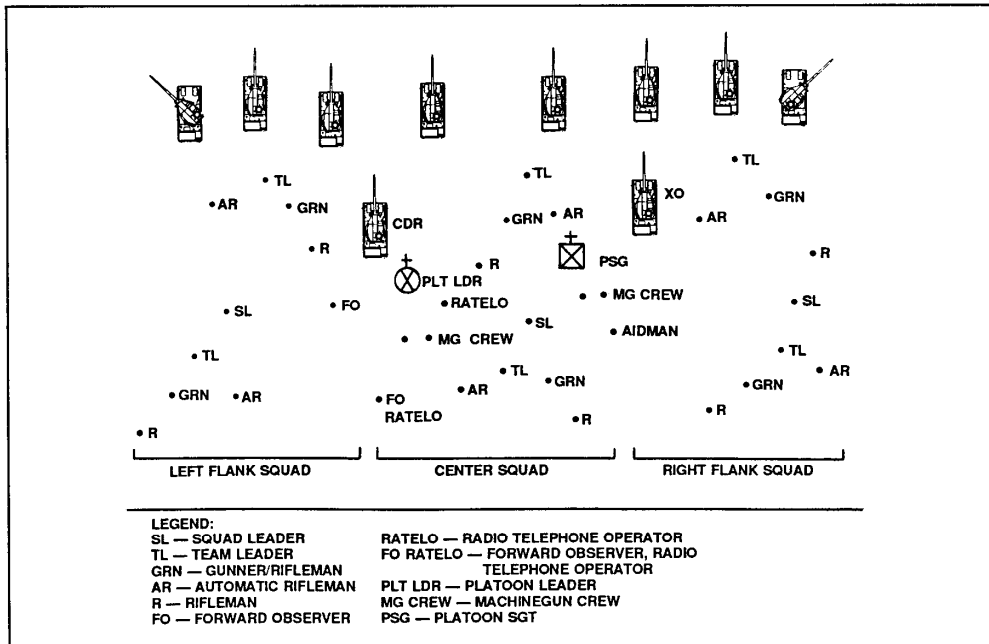 TL
TL
XO
TL
AR
GRN
CDR
GRN
AR
AR
GRN
R
R
PSG
R
PLT LDR
SL
FO
RATELO
MG CREW
SL
MG CREW
SL
AIDMAN
TL
TL
TL
AR
GRN
AR
FO
RATELO
AR
GRN
GRN
R
R
R
LEFT FLANK SQUAD
CENTER SQUAD
RIGHT FLANK SQUAD
LEGEND:
SL — SQUAD LEADER
TL — TEAM LEADER
GRN — GUNNER/RIFLEMAN
AR — AUTOMATIC RIFLEMAN
R — RIFLEMAN
FO — FORWARD OBSERVER
RATELO — RADIO TELEPHONE OPERATOR
FO RATELO — FORWARD OBSERVER, RADIO
TELEPHONE OPERATOR
PLT LDR — PLATOON LEADER
MG CREW — MACHINEGUN CREW
PSG — PLATOON SGT